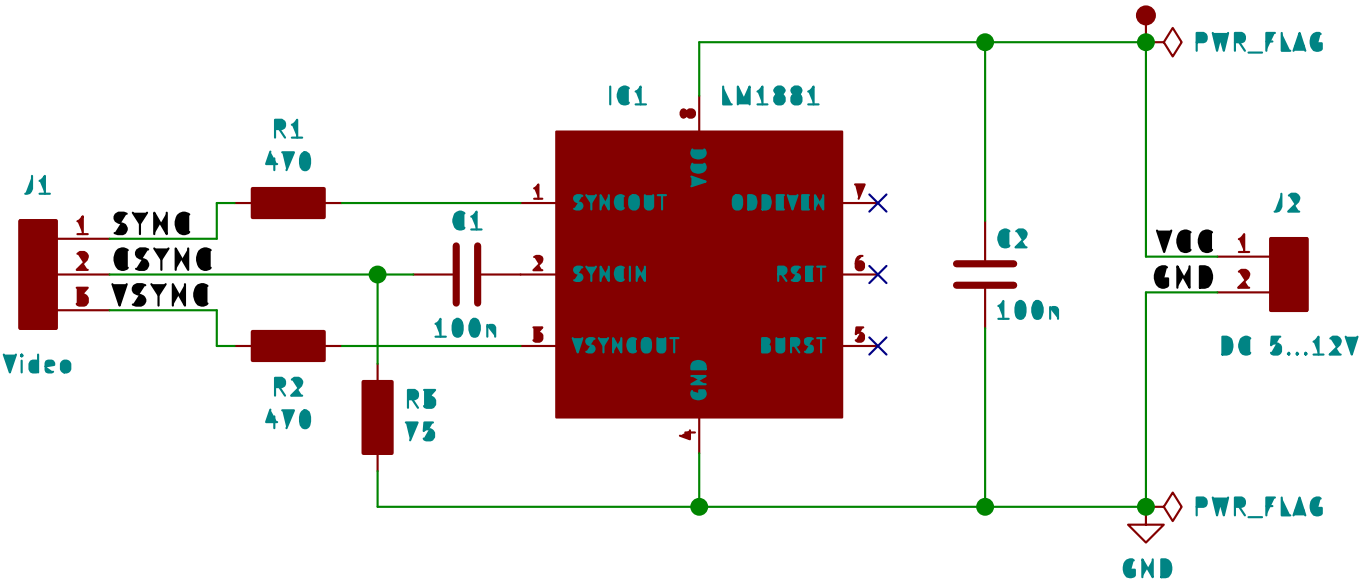 PWR_FLAG
IC1 LM1881
8
R1
470
VCC
J1
1 SYNCOUT ODDEVEN 7
J2
1 SYNC
C1
C2
VCC 1
2 CSYNC
2 SYNCIN RSET 6
GND 2
3 VSYNC
100n
100n
3 VSYNCOUT BURST 5
DC 5...12V
Video
GND
R2
470
R3
75
4
PWR_FLAG
GND